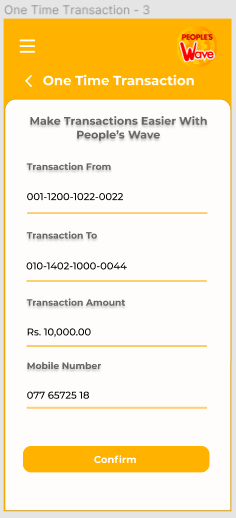 One Time Transaction - 3
PEOPLE'S
Wave
One Time Transaction
Make Transactions Easier With
People's Wave
Transaction From
001-1200-1022-0022
Transaction To
010-1402-1000-0044
Transaction Amount
Rs. 10,000.00
Mobile Number
077 65725 18
Confirm